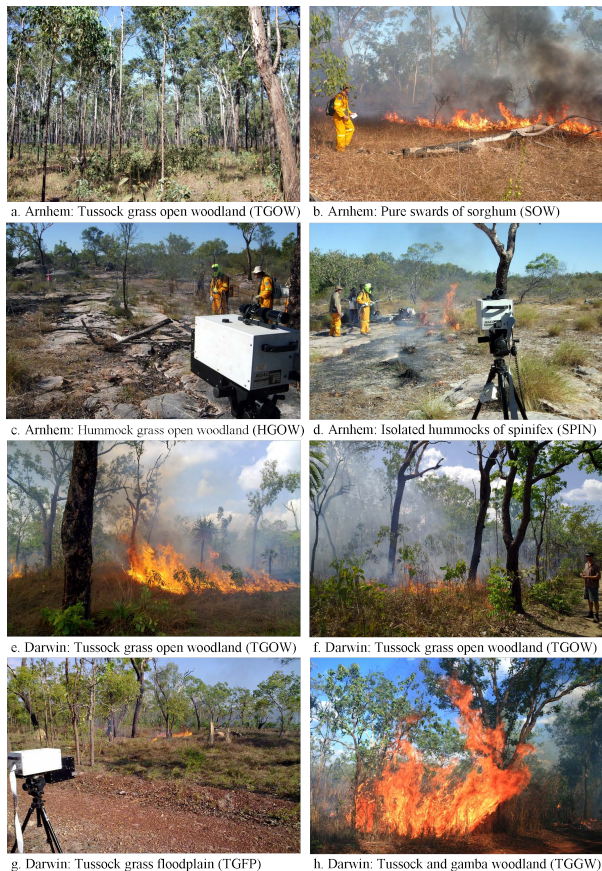 a. Arnhem: Tussock grass open woodland (TGOW)
b. Arnhem: Pure swards of sorghum (SOW)
c. Arnhem: Hummock grass open woodland (HGOW)
d. Arnhem: Isolated hummocks of spinifex (SPIN)
e. Darwin: Tussock grass open woodland (TGOW)
f. Darwin: Tussock grass open woodland (TGOW)
g. Darwin: Tussock grass floodplain (TGFP)
h. Darwin: Tussock and gamba woodland (TGGW)